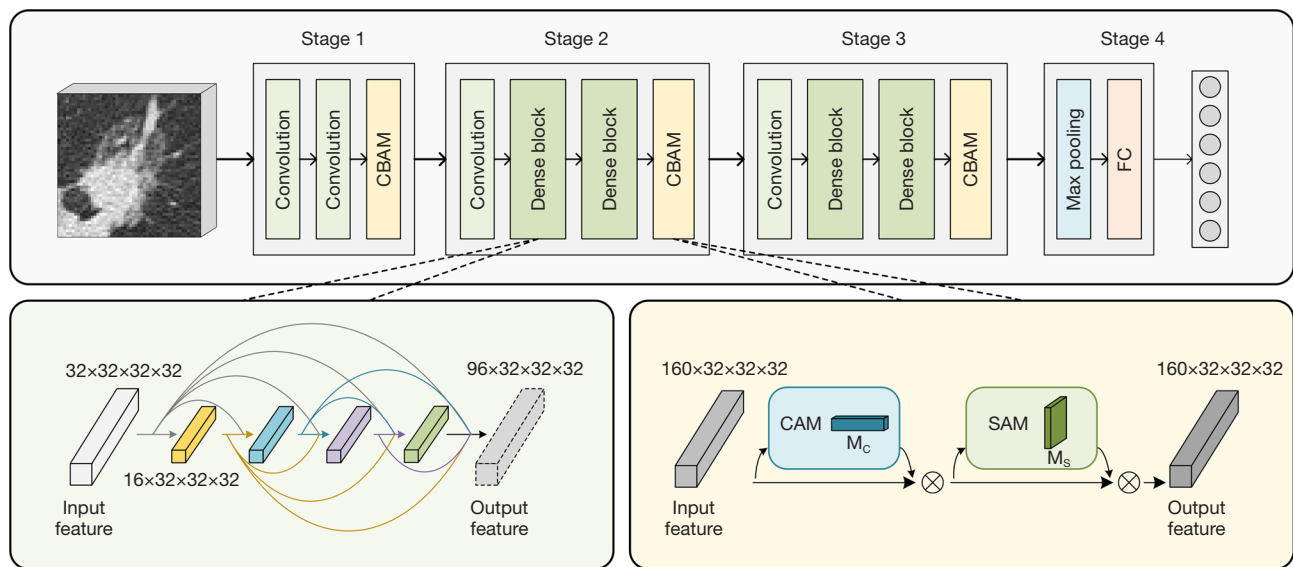 Stage 1
Stage 2
Stage 3
Stage 4
Convolution
Convolution
CBAM
Convolution
Dense block
Dense block
CBAM
Convolution
Dense block
Dense block
CBAM
Max pooling
FC
32×32×32×32
96×32×32×32
16×32×32×32
Input
feature
Output
feature
160×32×32×32
160×32×32×32
CAM
M_C
SAM
M_S
Input
feature
Output
feature